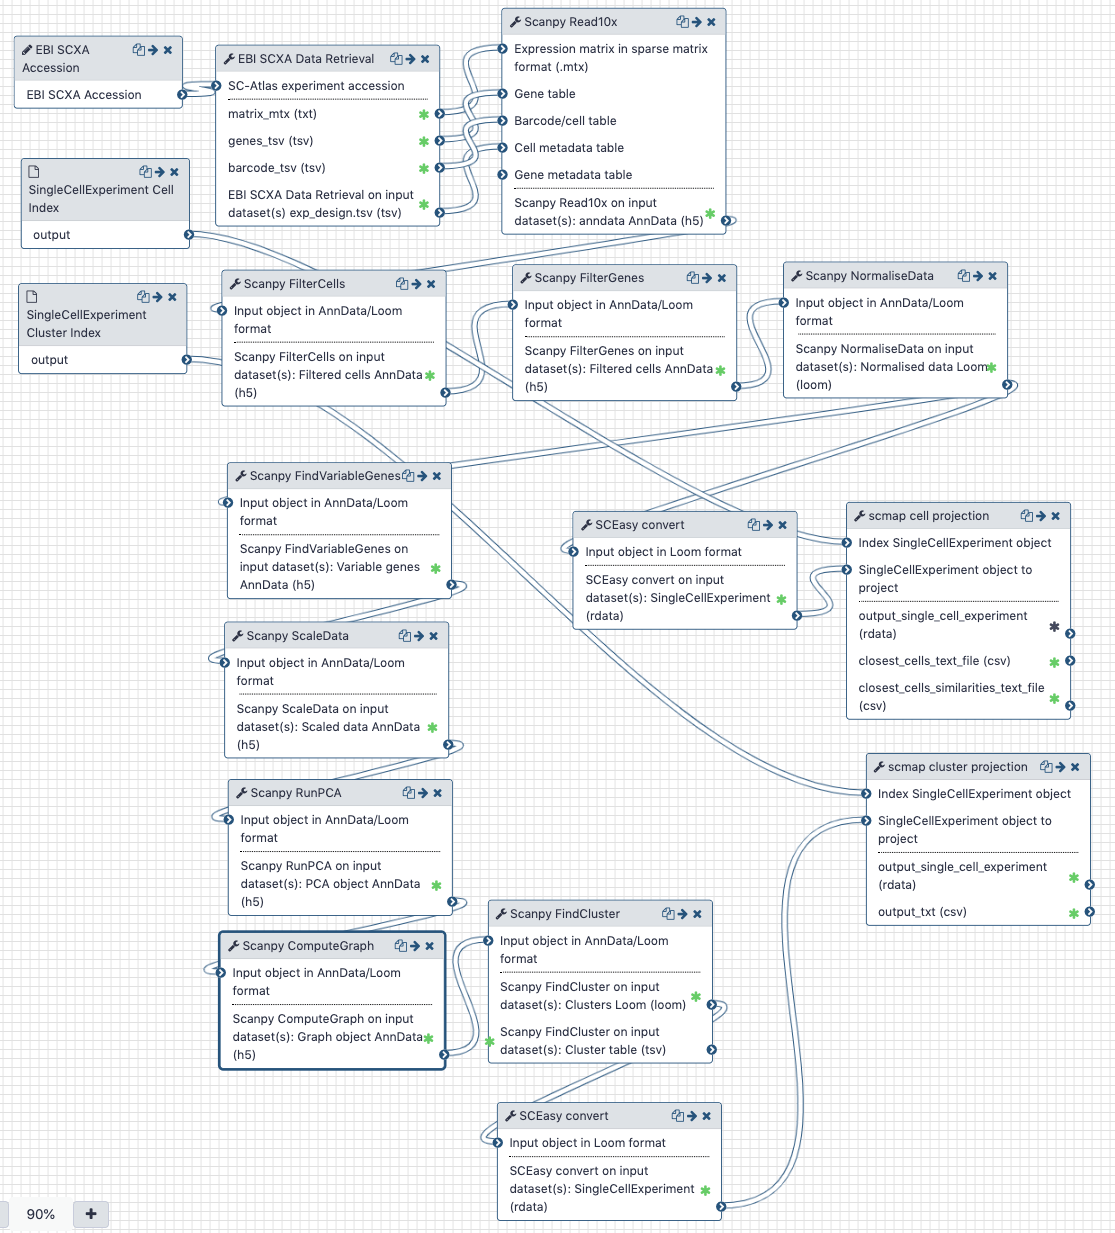 EBI SCXA
Accession
EBI SCXA Accession
EBI SCXA Data Retrieval
SC-Atlas experiment accession
matrix_mtx (txt)
genes_tsv (tsv)
barcode_tsv (tsv)
EBI SCXA Data Retrieval on input
dataset(s) exp_design.tsv (tsv)
Scanpy Read10x
Expression matrix in sparse matrix
format (.mtx)
Gene table
Barcode/cell table
Cell metadata table
Gene metadata table
Scanpy Read10x on input
dataset(s): anndata AnnData (h5)
SingleCellExperiment Cell
Index
output
SingleCellExperiment
Cluster Index
output
Scanpy FilterCells
Input object in AnnData/Loom
format
Scanpy FilterCells on input
dataset(s): Filtered cells AnnData
(h5)
Scanpy FilterGenes
Input object in AnnData/Loom
format
Scanpy FilterGenes on input
dataset(s): Filtered cells AnnData
(h5)
Scanpy NormaliseData
Input object in AnnData/Loom
format
Scanpy NormaliseData on input
dataset(s): Normalised data Loom
(loom)
Scanpy FindVariableGenes
Input object in AnnData/Loom
format
Scanpy FindVariableGenes on
input dataset(s): Variable genes
AnnData (h5)
SCEasy convert
Input object in Loom format
SCEasy convert on input
dataset(s): SingleCellExperiment
(rdata)
scmap cell projection
Index SingleCellExperiment object
SingleCellExperiment object to
project
output_single_cell_experiment
(rdata)
closest_cells_text_file (csv)
closest_cells_similarities_text_file
(csv)
Scanpy ScaleData
Input object in AnnData/Loom
format
Scanpy ScaleData on input
dataset(s): Scaled data AnnData
(h5)
scmap cluster projection
Index SingleCellExperiment object
SingleCellExperiment object to
project
output_single_cell_experiment
(rdata)
output_txt (csv)
Scanpy RunPCA
Input object in AnnData/Loom
format
Scanpy RunPCA on input
dataset(s): PCA object AnnData
(h5)
Scanpy ComputeGraph
Input object in AnnData/Loom
format
Scanpy ComputeGraph on input
dataset(s): Graph object AnnData
(h5)
Scanpy FindCluster
Input object in AnnData/Loom
format
Scanpy FindCluster on input
dataset(s): Clusters Loom (loom)
Scanpy FindCluster on input
dataset(s): Cluster table (tsv)
SCEasy convert
Input object in Loom format
SCEasy convert on input
dataset(s): SingleCellExperiment
(rdata)
90%